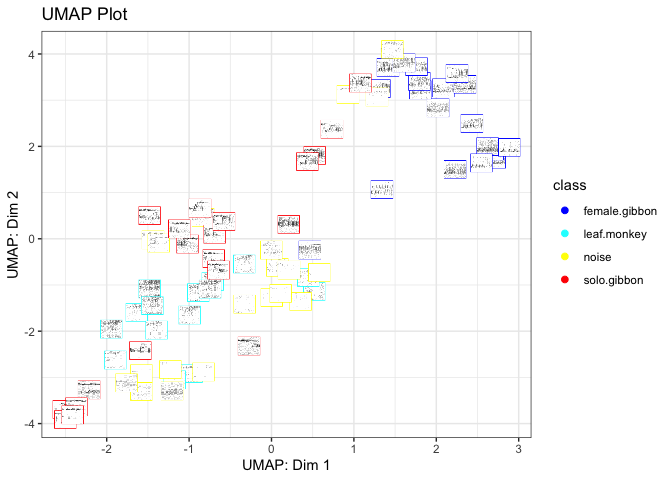 UMAP Plot
4
2
0
-2
-4
UMAP: Dim 2
-2
-1
0
1
2
3
UMAP: Dim 1
class
female.gibbon
leaf.monkey
noise
solo.gibbon